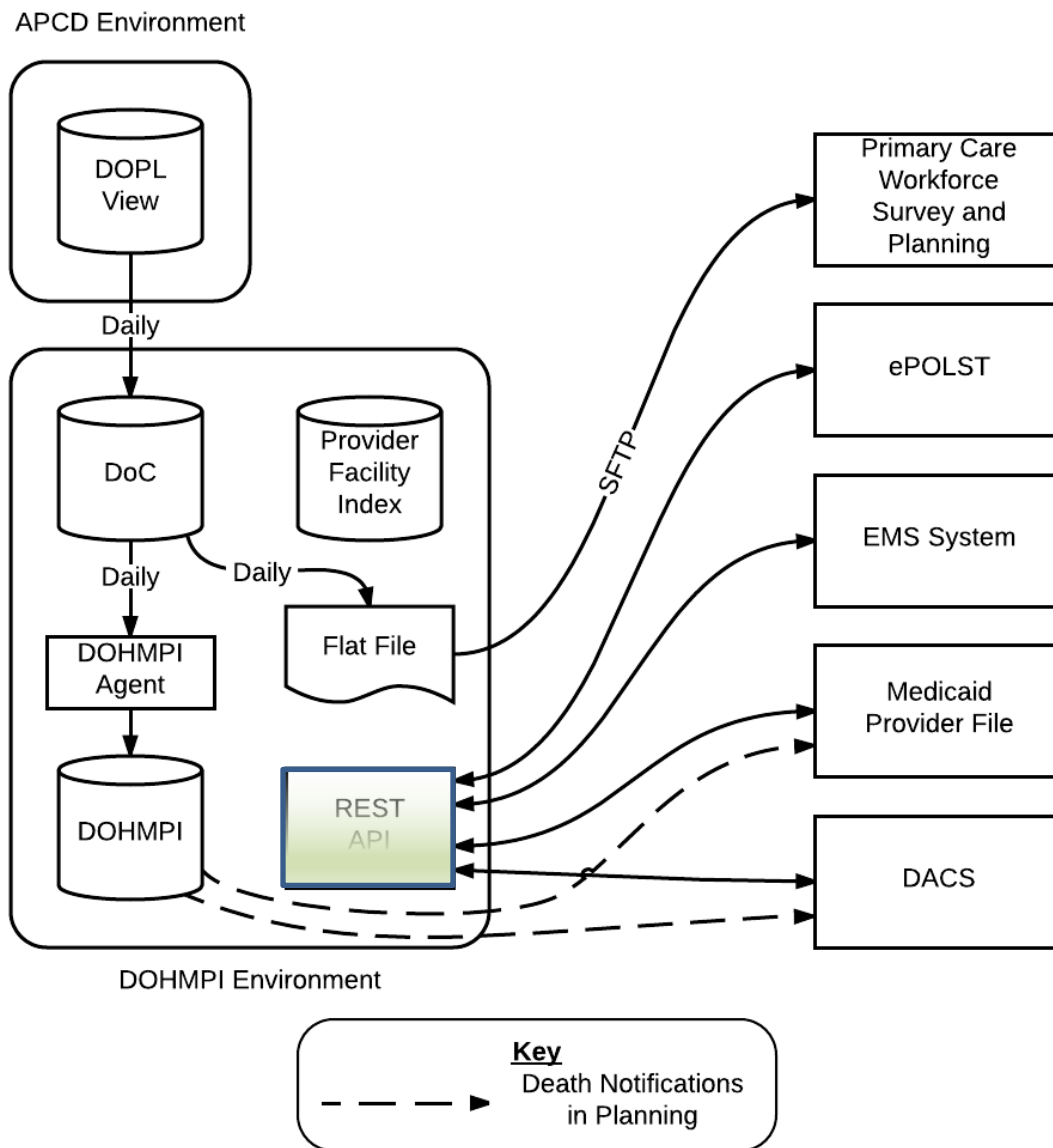 APCD Environment
DOPL
View
Daily
DoC
Provider
Facility
Index
Daily
Daily
DOHMPI
Agent
Flat File
DOHMPI
REST
API
DOHMPI Environment
SFTP
Primary Care
Workforce
Survey and
Planning
ePOLST
EMS System
Medicaid
Provider File
DACS
Key
Death Notifications
in Planning